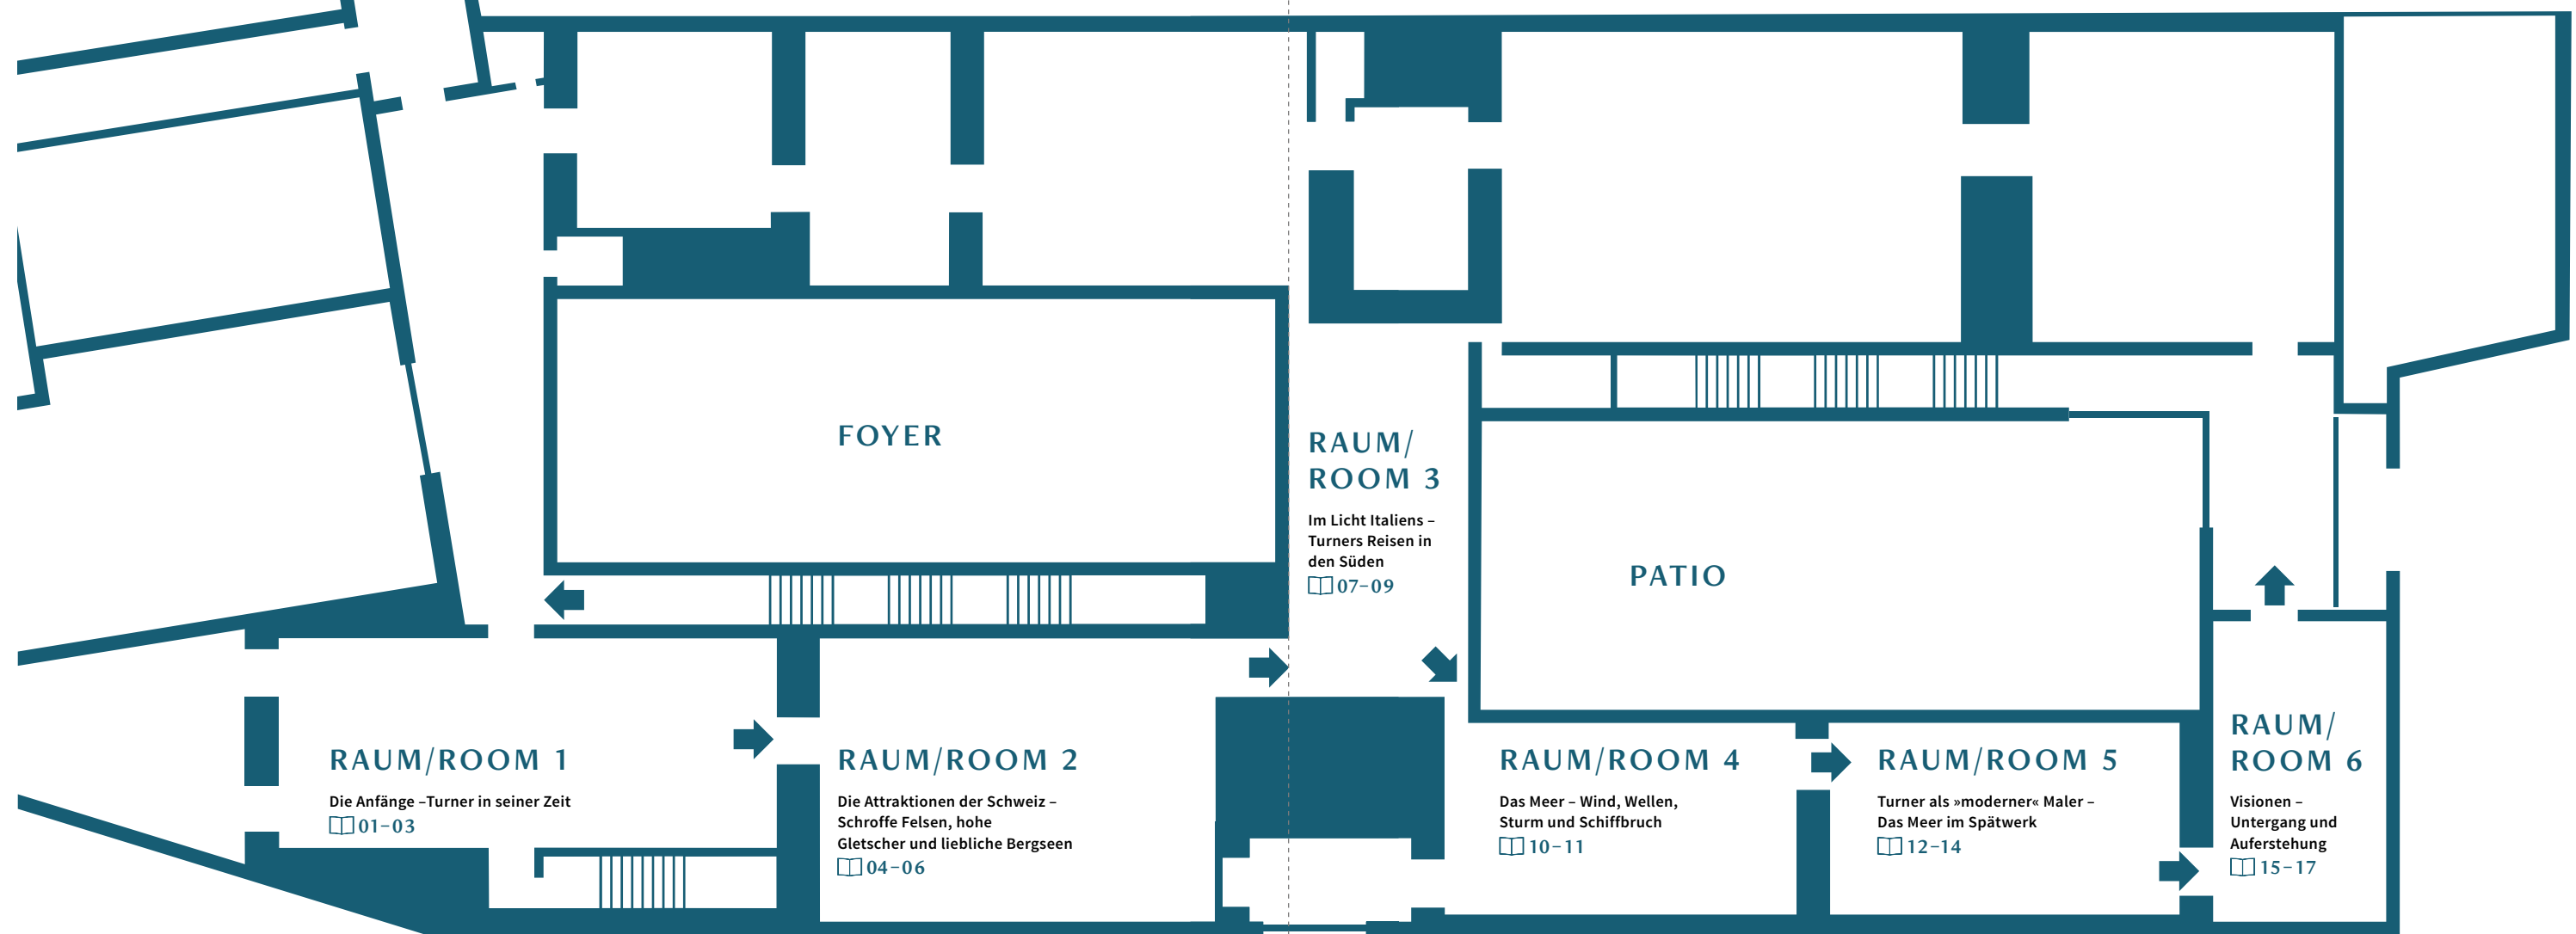 FOYER
RAUM/
ROOM 3
Im Licht Italiens –
Turners Reisen in
den Süden
07–09
PATIO
RAUM/ROOM 1
Die Anfänge –Turner in seiner Zeit
01–03
RAUM/ROOM 2
Die Attraktionen der Schweiz –
Schroffe Felsen, hohe
Gletscher und liebliche Bergseen
04–06
RAUM/ROOM 4
Das Meer – Wind, Wellen,
Sturm und Schiffbruch
10–11
RAUM/ROOM 5
Turner als »moderner« Maler –
Das Meer im Spätwerk
12–14
RAUM/
ROOM 6
Visionen –
Untergang und
Auferstehung
15–17